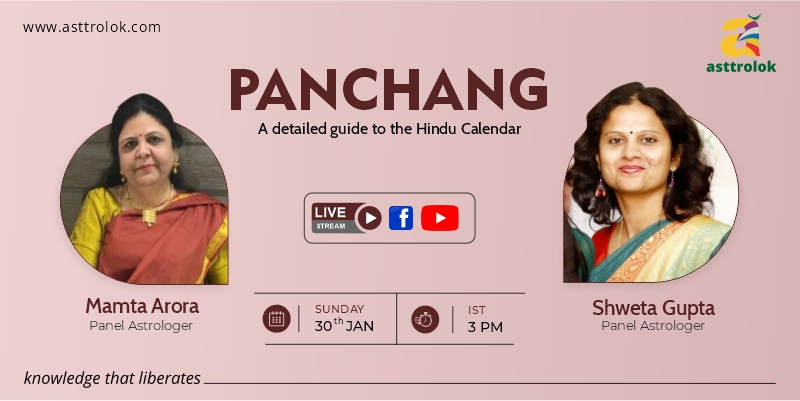 www.asttrolok.com
asttrolok
PANCHANG
A detailed guide to the Hindu Calendar
LIVE
STREAM
Mamta Arora
Panel Astrologer
SUNDAY
30th JAN
IST
3 PM
Shweta Gupta
Panel Astrologer
knowledge that liberates